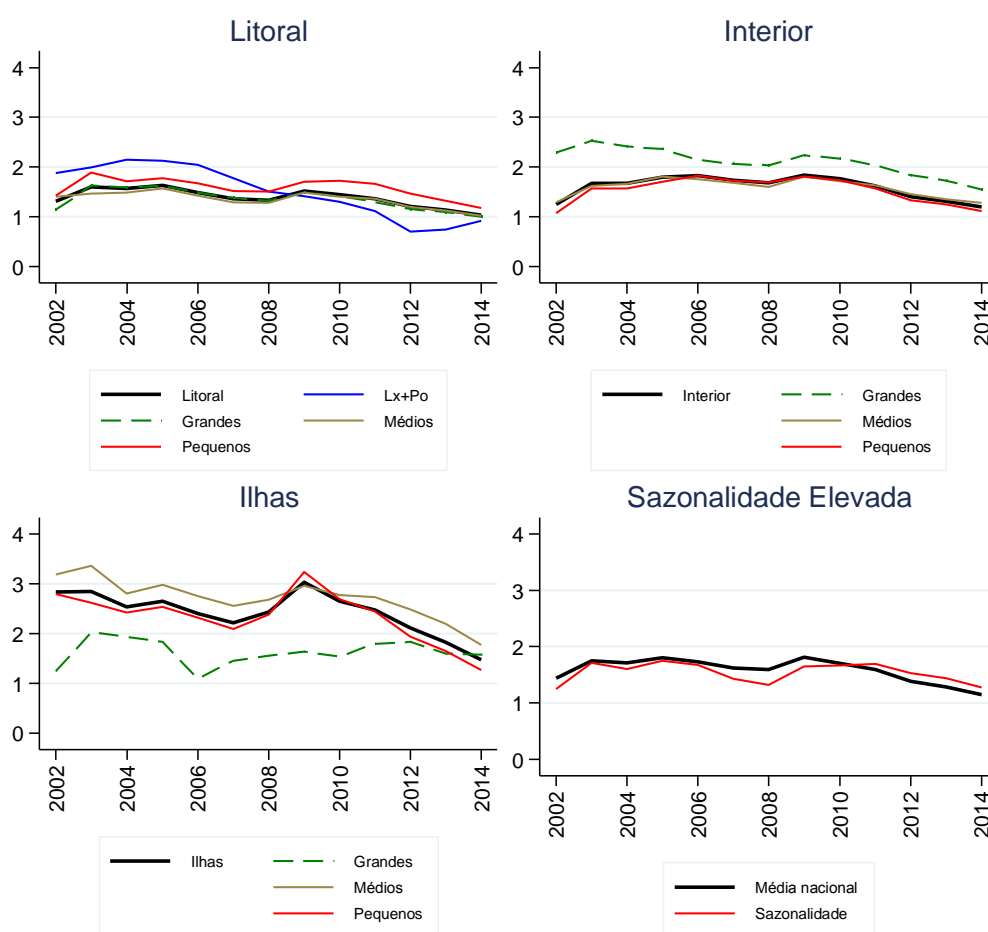 Litoral
4
3
2
1
0
2002
2004
2006
2008
2010
2012
2014
Litoral
Lx+Po
Grandes
Médios
Pequenos
Interior
4
3
2
1
0
2002
2004
2006
2008
2010
2012
2014
Interior
Grandes
Médios
Pequenos
Ilhas
4
3
2
1
0
2002
2004
2006
2008
2010
2012
2014
Ilhas
Grandes
Médios
Pequenos
Sazonalidade Elevada
4
3
2
1
0
2002
2004
2006
2008
2010
2012
2014
Média nacional
Sazonalidade